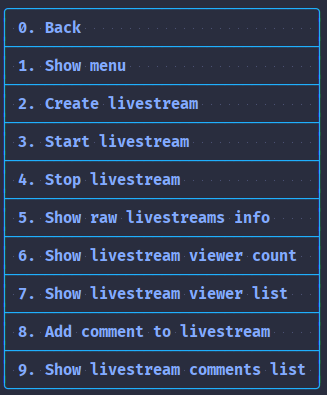 0. Back
1. Show menu
2. Create livestream
3. Start livestream
4. Stop livestream
5. Show raw livestreams info
6. Show livestream viewer count
7. Show livestream viewer list
8. Add comment to livestream
9. Show livestream comments list